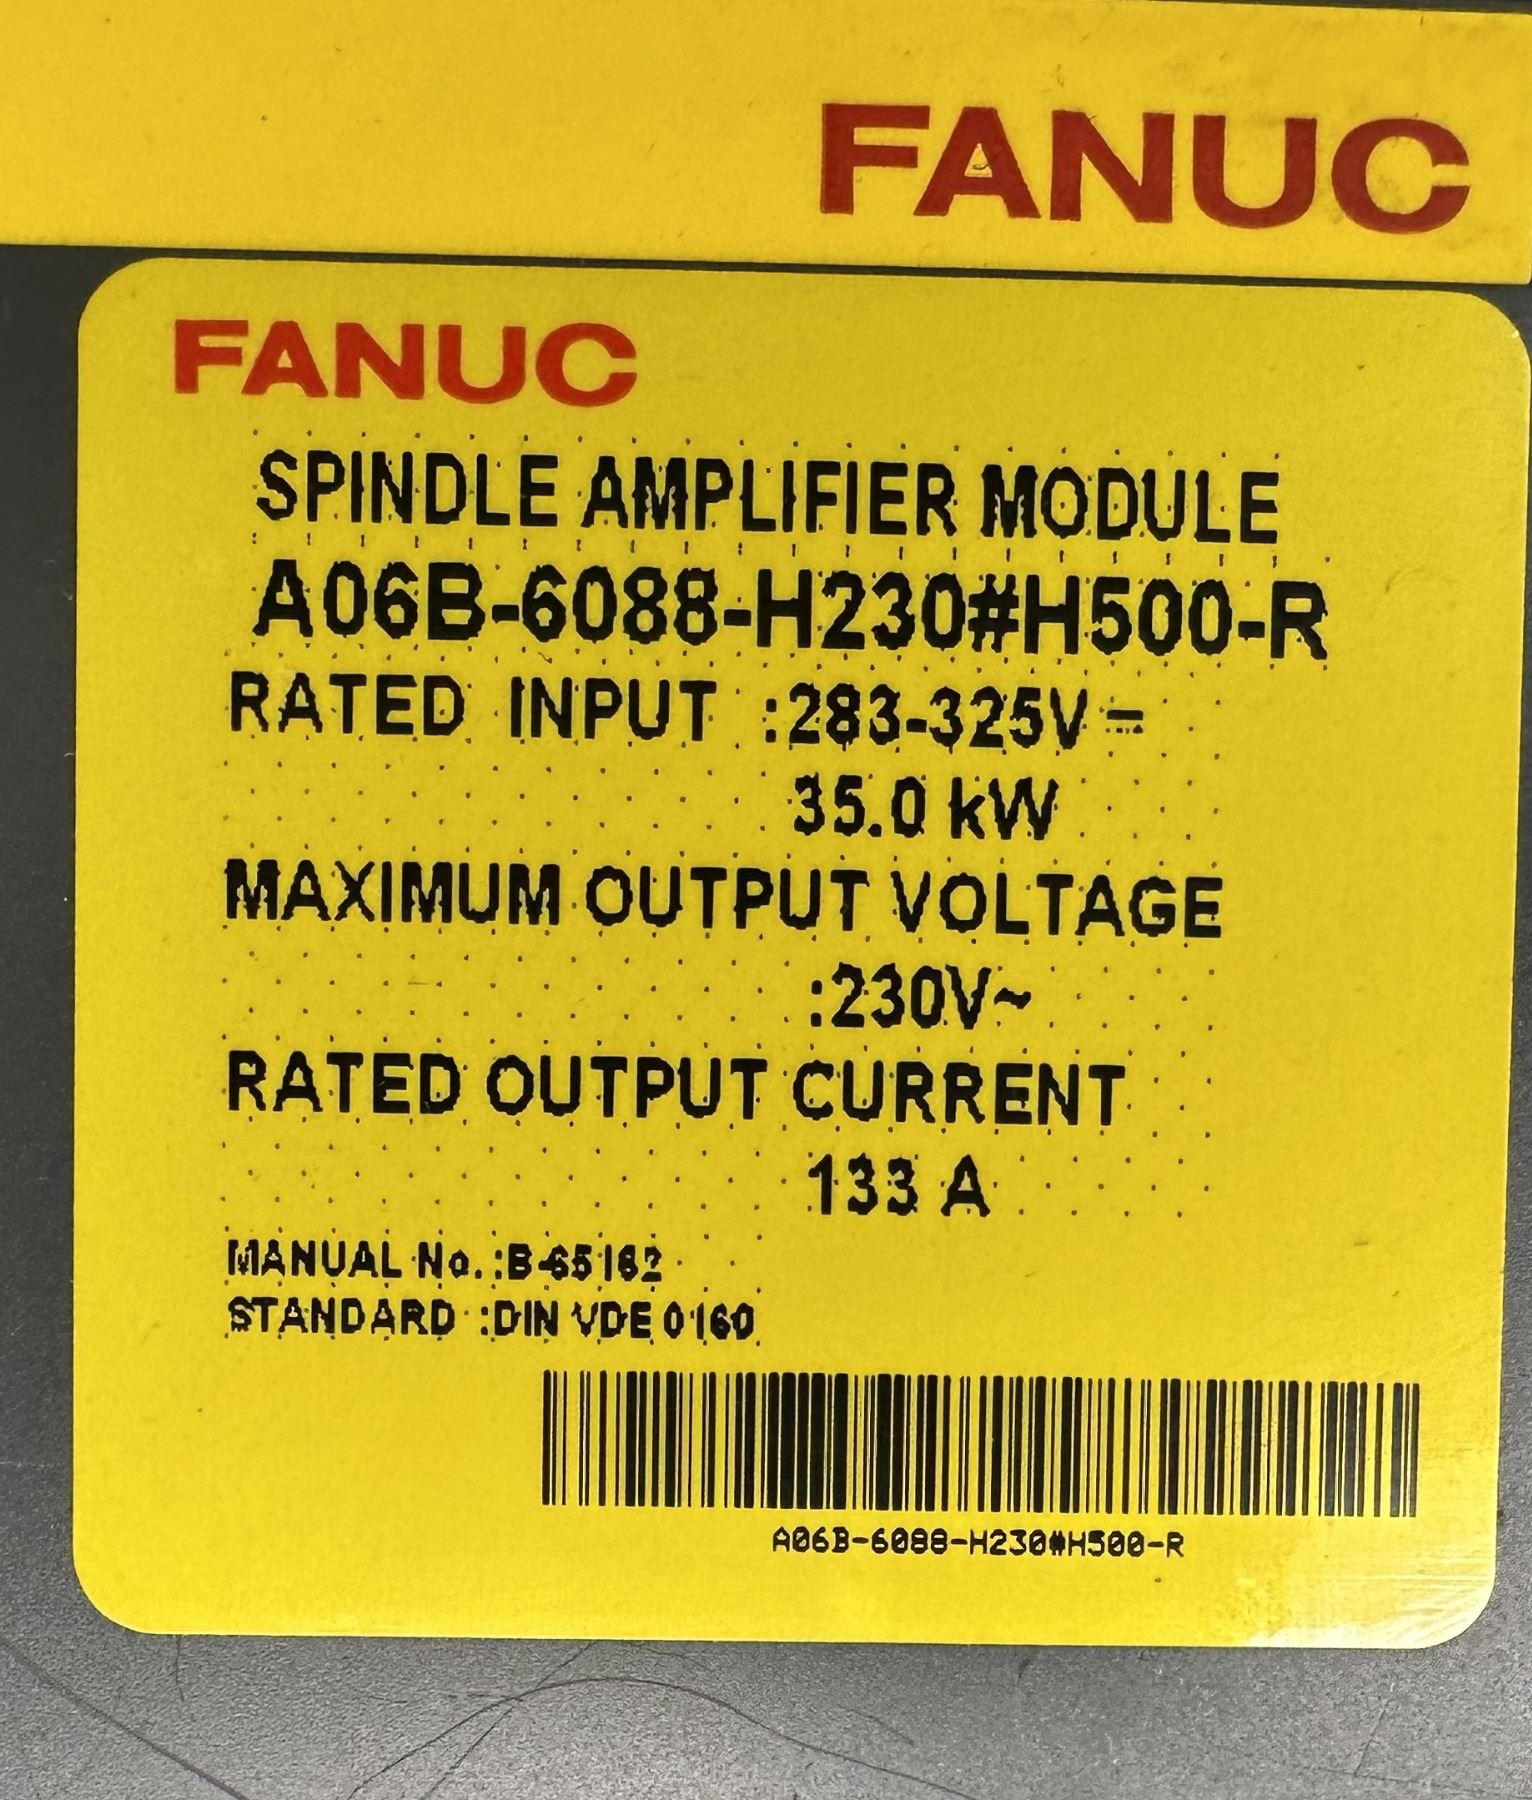 FANUC
FANUC
SPINDLE AMPLIFIER MODULE
A06B-6088-H230#H500-R
RATED INPUT :283-325V⎓
35.0 kW
MAXIMUM OUTPUT VOLTAGE
:230V~
RATED OUTPUT CURRENT
133 A
MANUAL No. :B-65162
STANDARD :DIN VDE 0160
A06B-6088-H230#H500-R